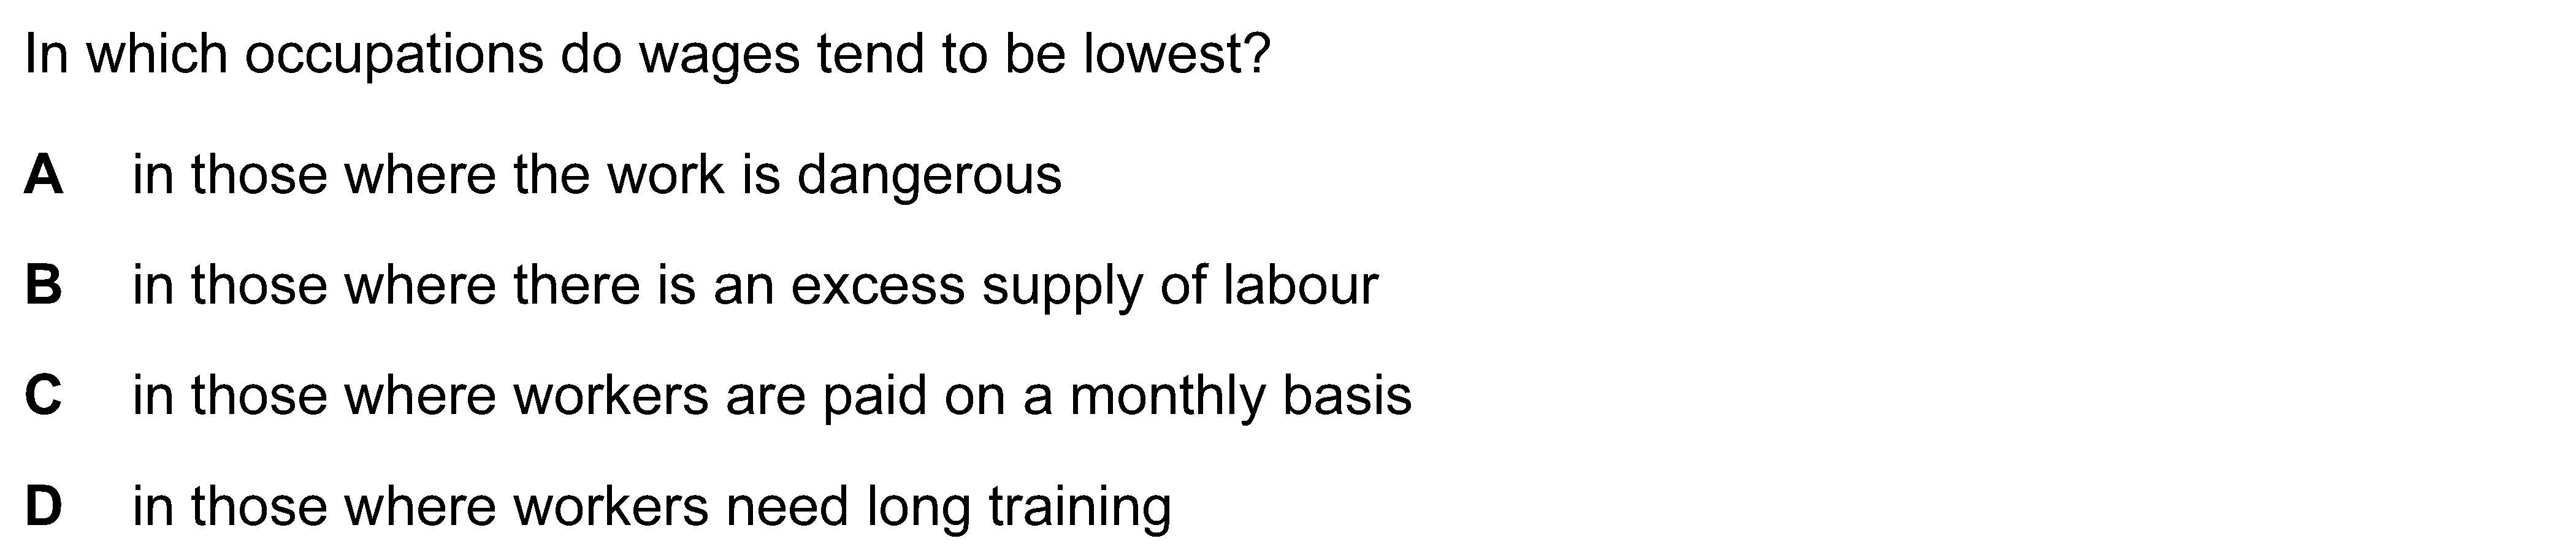 In which occupations do wages tend to be lowest?
A in those where the work is dangerous
B in those where there is an excess supply of labour
C in those where workers are paid on a monthly basis
D in those where workers need long training